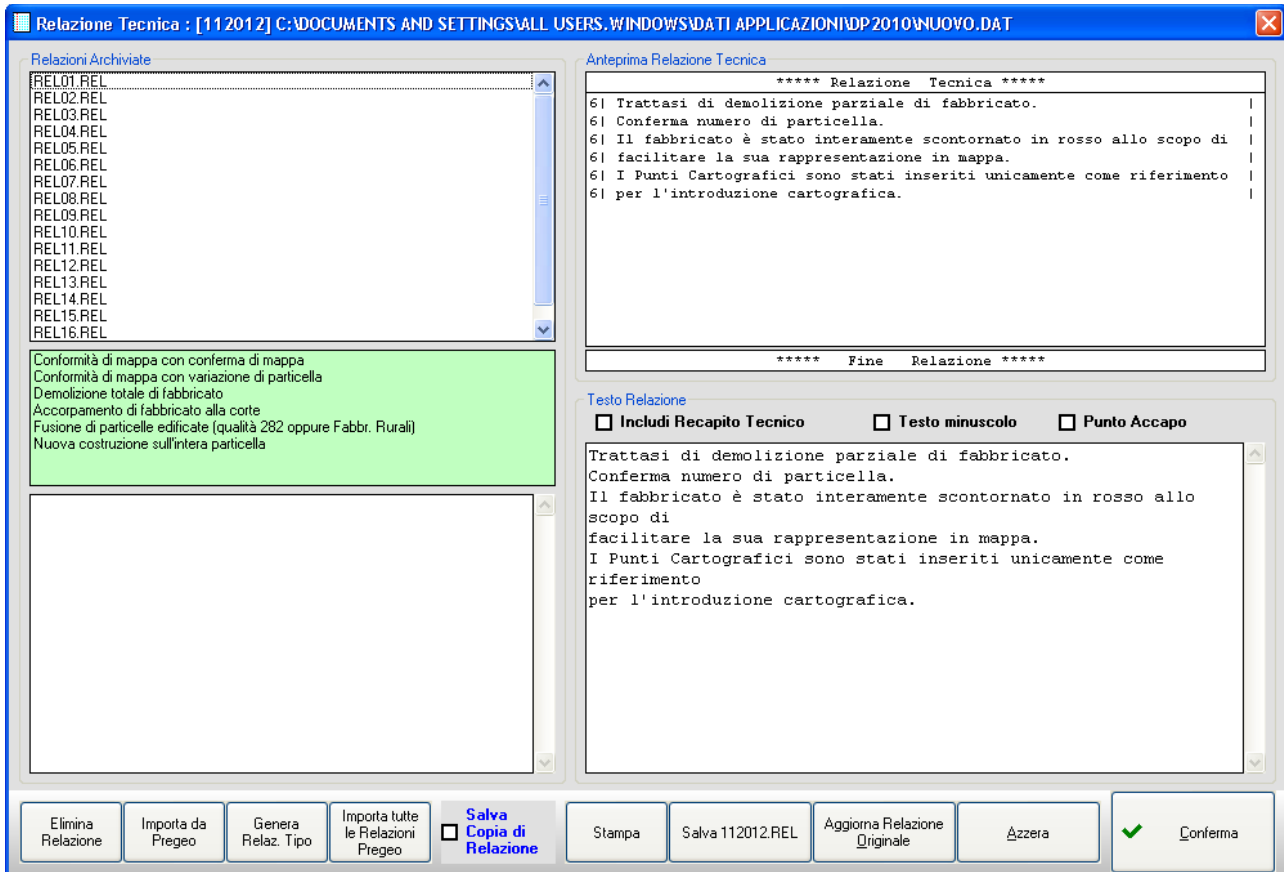 Relazione Tecnica : [112012] C:\DOCUMENTS AND SETTINGS\ALL USERS.WINDOWS\DATI APPLICAZIONI\DP2010\NUOVO.DAT
Relazioni Archiviate
REL01.REL
REL02.REL
REL03.REL
REL04.REL
REL05.REL
REL06.REL
REL07.REL
REL08.REL
REL09.REL
REL10.REL
REL11.REL
REL12.REL
REL13.REL
REL14.REL
REL15.REL
REL16.REL
Conformità di mappa con conferma di mappa
Conformità di mappa con variazione di particella
Demolizione totale di fabbricato
Accorpamento di fabbricato alla corte
Fusione di particelle edificate (qualità 282 oppure Fabbr. Rurali)
Nuova costruzione sull'intera particella
Anteprima Relazione Tecnica
***** Relazione Tecnica *****
6| Trattasi di demolizione parziale di fabbricato. |
6| Conferma numero di particella. |
6| Il fabbricato è stato interamente scontornato in rosso allo scopo di |
6| facilitare la sua rappresentazione in mappa. |
6| I Punti Cartografici sono stati inseriti unicamente come riferimento |
6| per l'introduzione cartografica. |
***** Fine Relazione *****
Testo Relazione
Includi Recapito Tecnico Testo minuscolo Punto Accapo
Trattasi di demolizione parziale di fabbricato.
Conferma numero di particella.
Il fabbricato è stato interamente scontornato in rosso allo
scopo di
facilitare la sua rappresentazione in mappa.
I Punti Cartografici sono stati inseriti unicamente come
riferimento
per l'introduzione cartografica.
Elimina
Relazione
Importa da
Pregeo
Genera
Relaz. Tipo
Importa tutte
le Relazioni
Pregeo
Salva
Copia di
Relazione
Stampa
Salva 112012.REL
Aggiorna Relazione
Originale
Azzera
Conferma